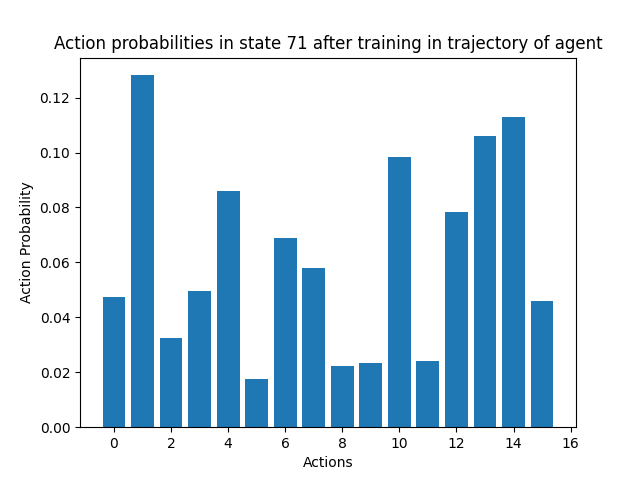 Action probabilities in state 71 after training in trajectory of agent
0.12
0.10
0.08
0.06
0.04
0.02
0.00
Action Probability
0 2 4 6 8 10 12 14 16
Actions